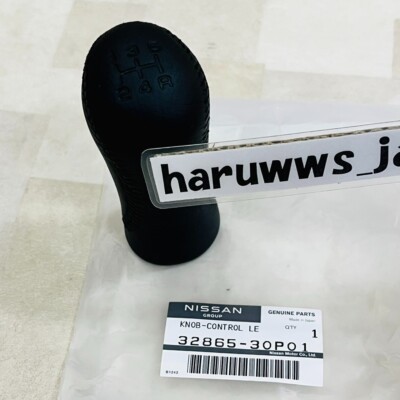 haruwws_ja
NISSAN
GROUP
GENUINE PARTS
Made in Japan
KNOB-CONTROL LE
QTY
1
32865-30P01
Nissan Motor Co., Ltd.